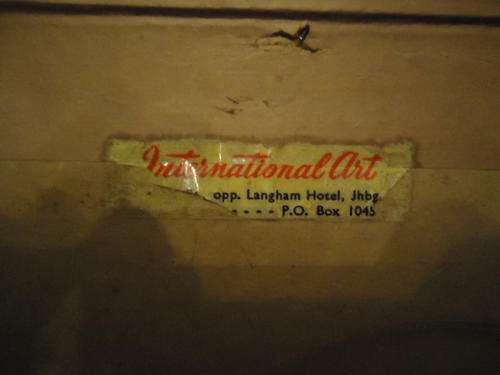 International Art
opp. Langham Hotel, Jhbg.
- - - - P.O. Box 1045